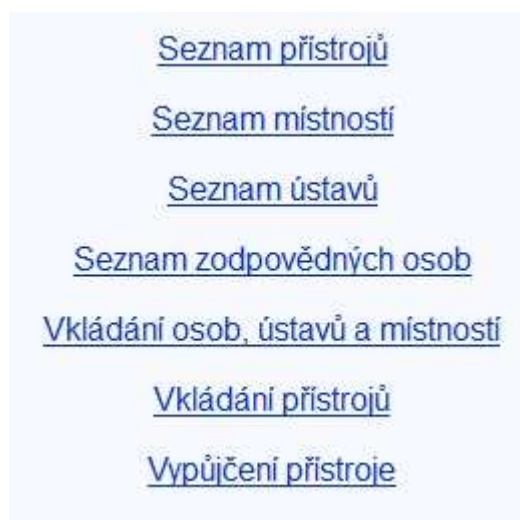 Seznam přístrojů
Seznam místností
Seznam ústavů
Seznam zodpovědných osob
Vkládání osob, ústavů a místností
Vkládání přístrojů
Vypůjčení přístroje